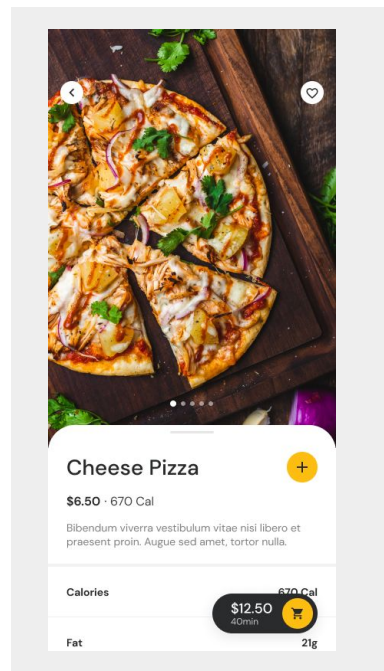 Cheese Pizza
$6.50 · 670 Cal
Bibendum viverra vestibulum vitae nisi libero et
praesent proin. Augue sed amet, tortor nulla.
Calories
670 Cal
$12.50
40min
Fat
21g